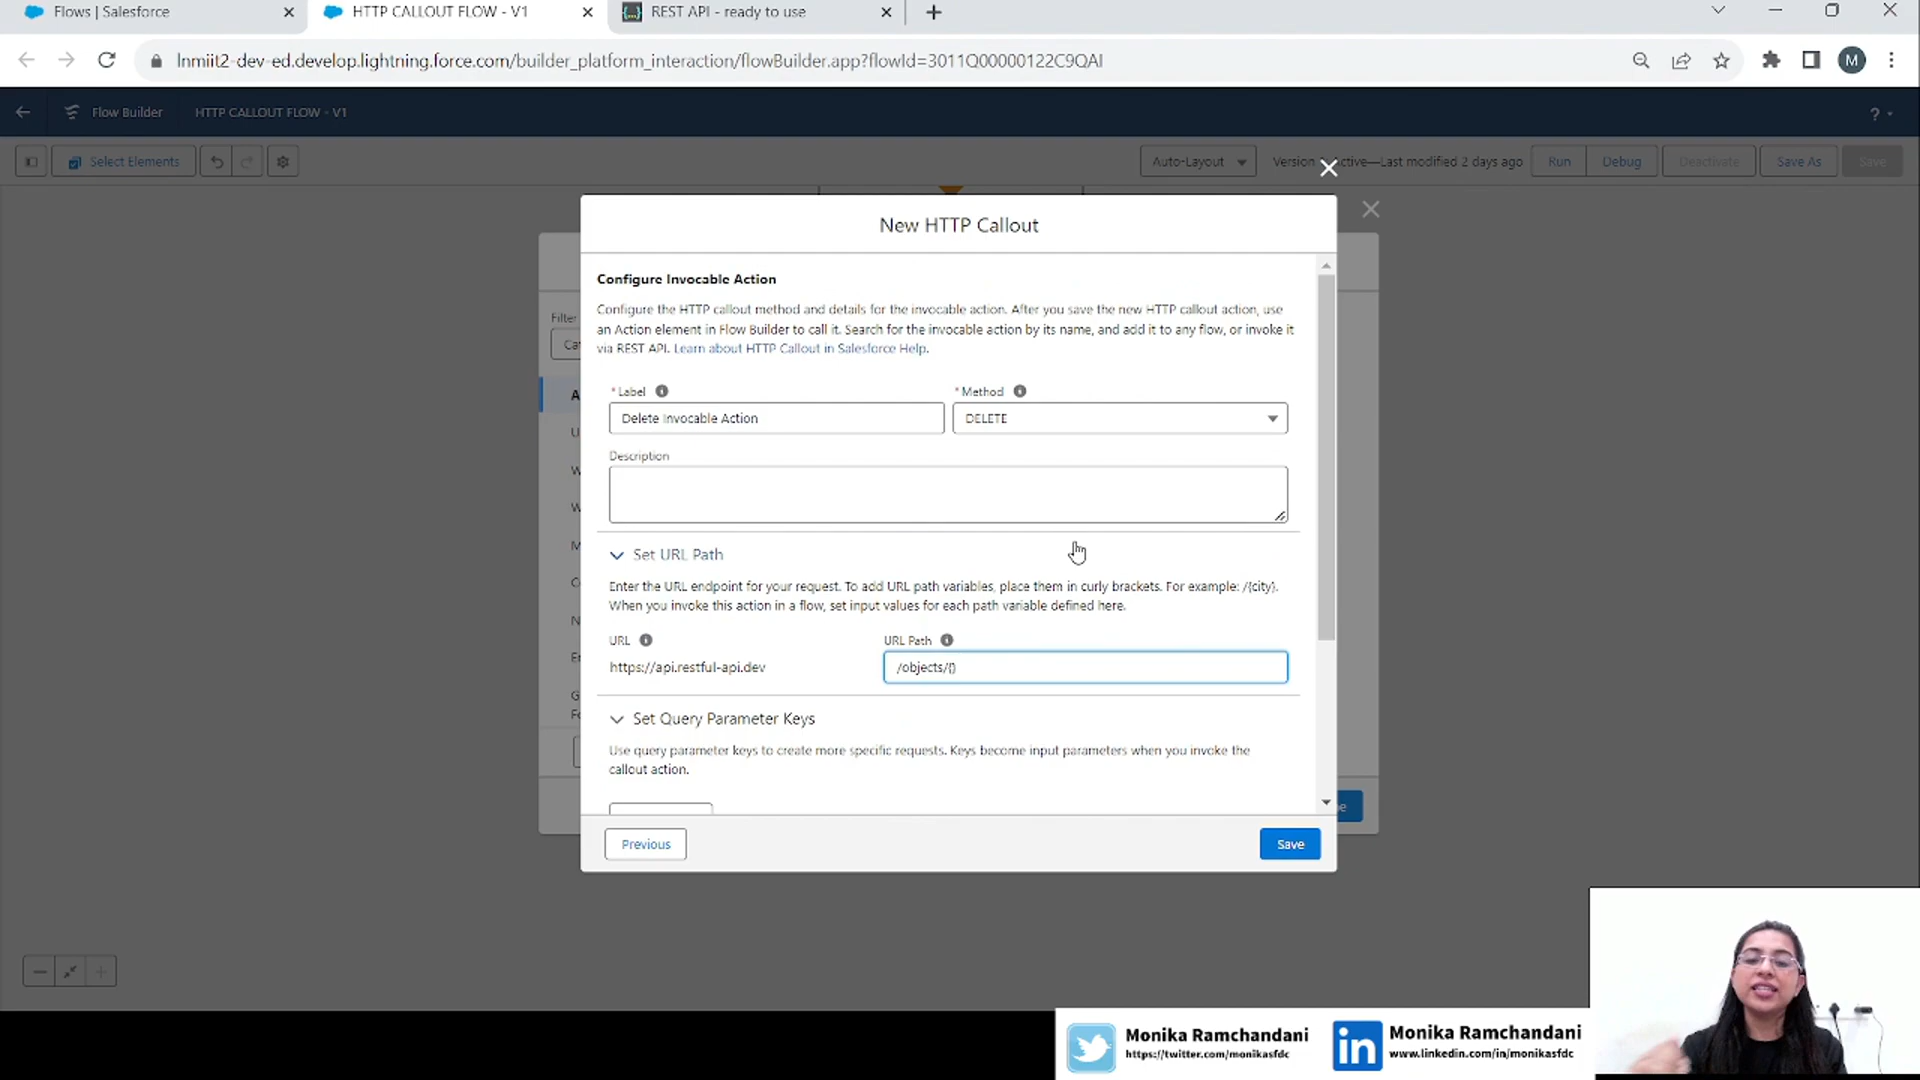 Flows | Salesforce
HTTP CALLOUT FLOW - V1
REST API - ready to use
lnmiit2-dev-ed.develop.lightning.force.com/builder_platform_interaction/flowBuilder.app?flowId=3011Q00000122C9QAI
M
Flow Builder
HTTP CALLOUT FLOW - V1
?
Select Elements
Auto-Layout
Active—Last modified 2 days ago
Run
Debug
Deactivate
Save As
Save
New HTTP Callout
Configure Invocable Action
Configure the HTTP callout method and details for the invocable action. After you save the new HTTP callout action, use
an Action element in Flow Builder to call it. Search for the invocable action by its name, and add it to any flow, or invoke it
via REST API. Learn about HTTP Callout in Salesforce Help.
Filter
* Label
* Method
Delete Invocable Action
DELETE
Description
Set URL Path
Enter the URL endpoint for your request. To add URL path variables, place them in curly brackets. For example: /{city}.
When you invoke this action in a flow, set input values for each path variable defined here.
URL
URL Path
https://api.restful-api.dev
/objects/{}
Set Query Parameter Keys
Use query parameter keys to create more specific requests. Keys become input parameters when you invoke the
callout action.
Previous
Save
Monika Ramchandani
https://twitter.com/monikasfdc
in
Monika Ramchandani
www.linkedin.com/in/monikasfdc